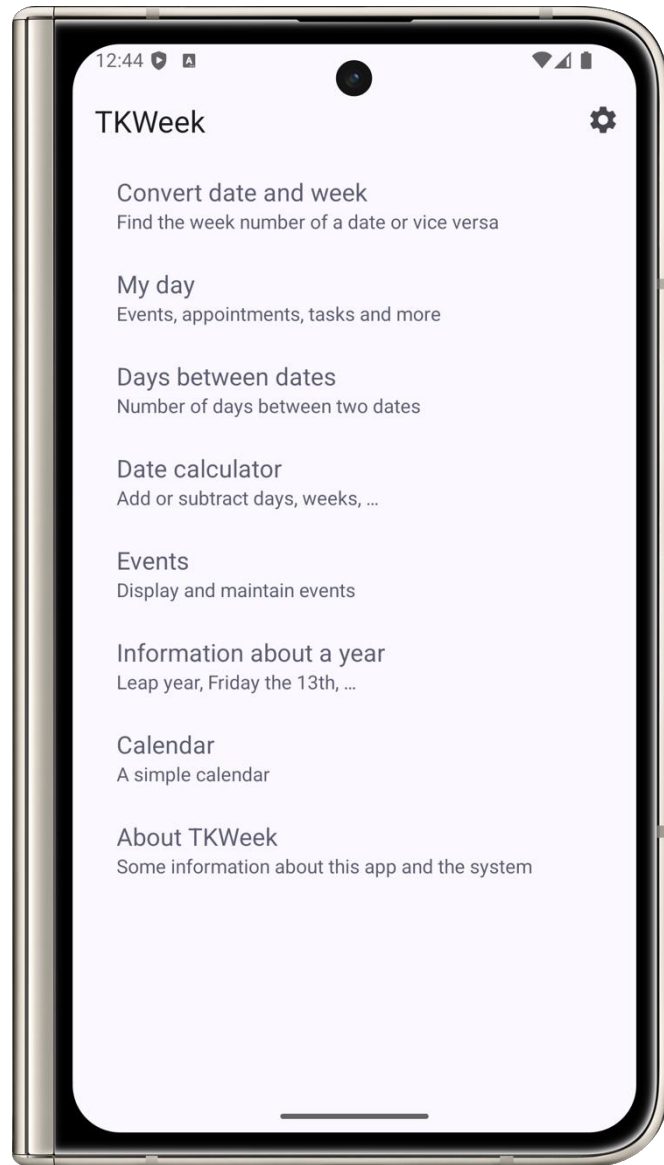 12:44
TKWeek
Convert date and week
Find the week number of a date or vice versa
My day
Events, appointments, tasks and more
Days between dates
Number of days between two dates
Date calculator
Add or subtract days, weeks, …
Events
Display and maintain events
Information about a year
Leap year, Friday the 13th, …
Calendar
A simple calendar
About TKWeek
Some information about this app and the system